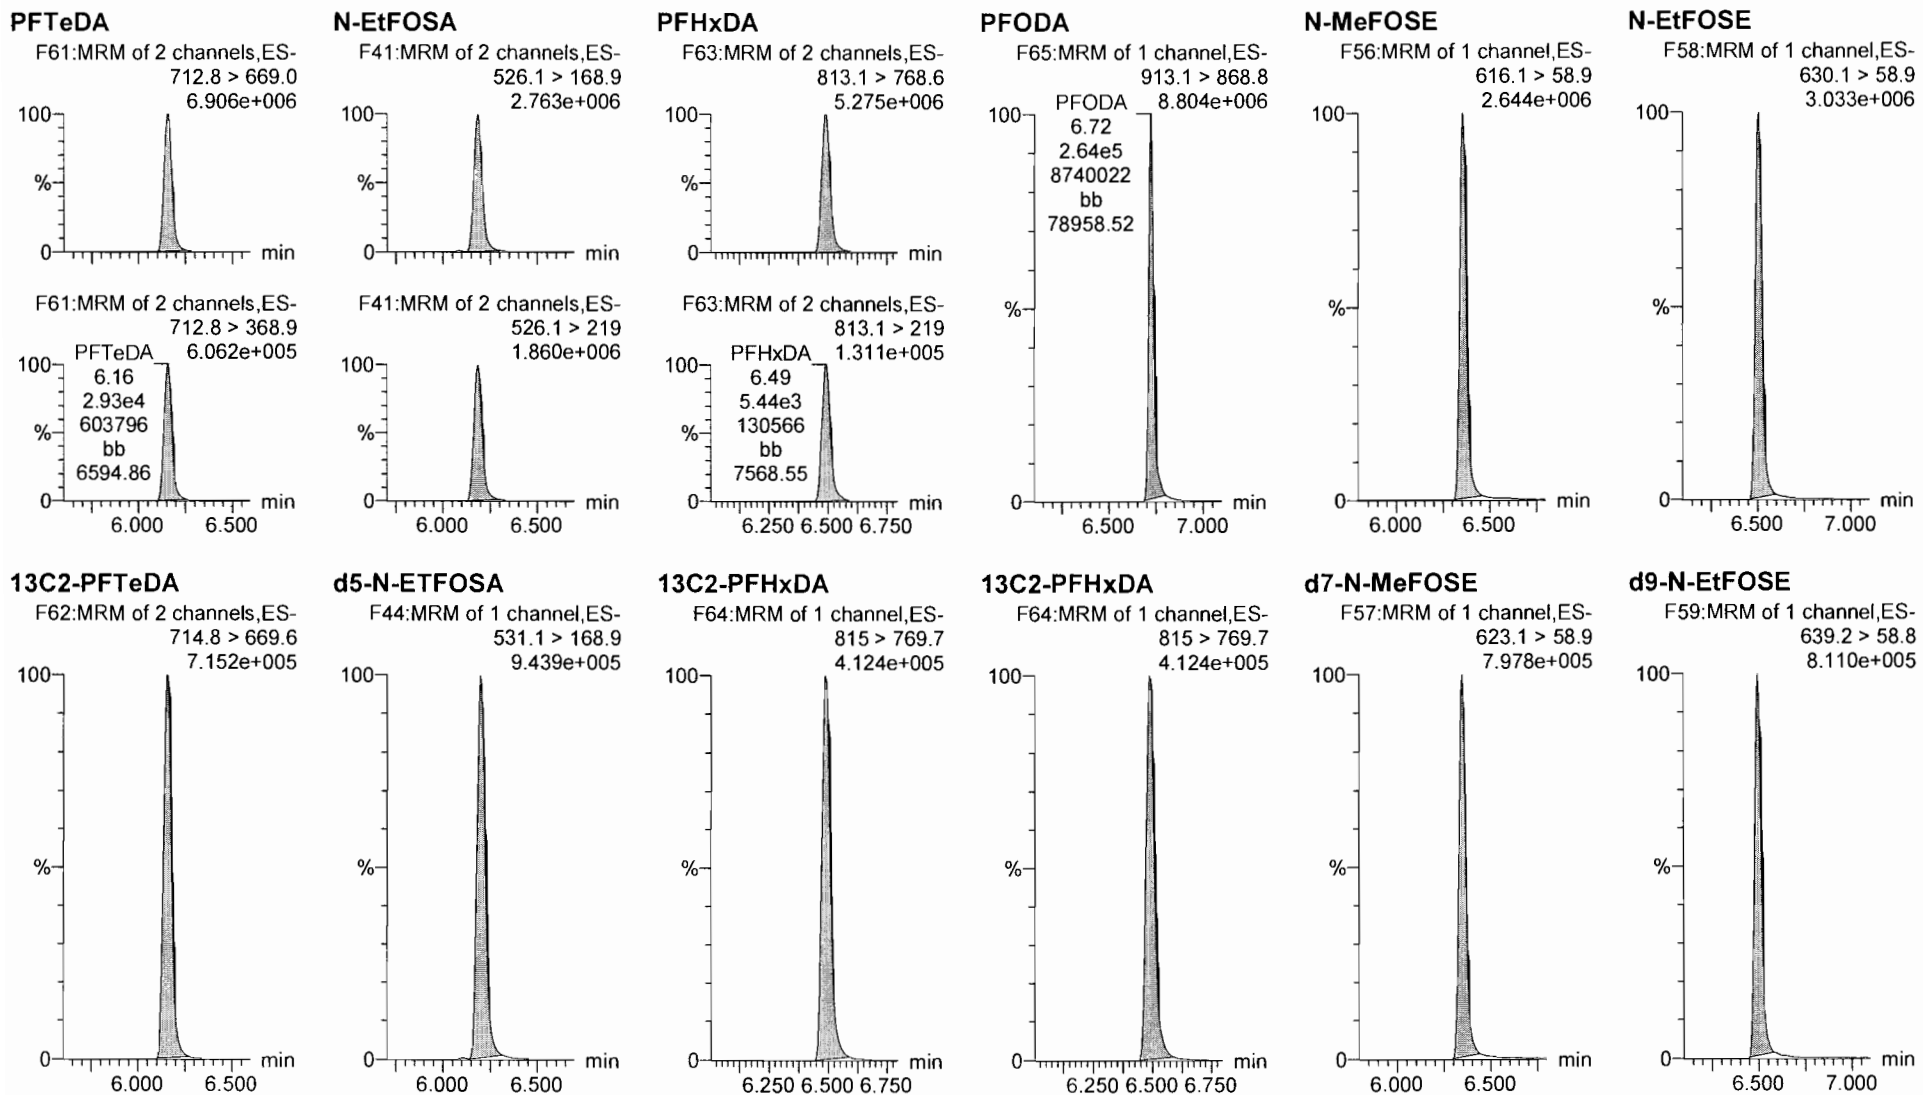 PFTeDA
F61:MRM of 2 channels,ES-
712.8 > 669.0
6.906e+006
100
%
0
min
F61:MRM of 2 channels,ES-
712.8 > 368.9
6.062e+005
PFTeDA
6.16
2.93e4
603796
bb
6594.86
100
%
0
min
6.000 6.500
N-EtFOSA
F41:MRM of 2 channels,ES-
526.1 > 168.9
2.763e+006
100
%
0
min
F41:MRM of 2 channels,ES-
526.1 > 219
1.860e+006
100
%
0
min
6.000 6.500
PFHxDA
F63:MRM of 2 channels,ES-
813.1 > 768.6
5.275e+006
100
%
0
min
F63:MRM of 2 channels,ES-
813.1 > 219
1.311e+005
PFHxDA
6.49
5.44e3
130566
bb
7568.55
100
%
0
min
6.250 6.500 6.750
PFODA
F65:MRM of 1 channel,ES-
913.1 > 868.8
8.804e+006
PFODA
6.72
2.64e5
8740022
bb
78958.52
100
%
0
min
6.500 7.000
N-MeFOSE
F56:MRM of 1 channel,ES-
616.1 > 58.9
2.644e+006
100
%
0
min
6.000 6.500
N-EtFOSE
F58:MRM of 1 channel,ES-
630.1 > 58.9
3.033e+006
100
%
0
min
6.500 7.000
13C2-PFTeDA
F62:MRM of 2 channels,ES-
714.8 > 669.6
7.152e+005
100
%
0
min
6.000 6.500
d5-N-ETFOSA
F44:MRM of 1 channel,ES-
531.1 > 168.9
9.439e+005
100
%
0
min
6.000 6.500
13C2-PFHxDA
F64:MRM of 1 channel,ES-
815 > 769.7
4.124e+005
100
%
0
min
6.250 6.500 6.750
13C2-PFHxDA
F64:MRM of 1 channel,ES-
815 > 769.7
4.124e+005
100
%
0
min
6.250 6.500 6.750
d7-N-MeFOSE
F57:MRM of 1 channel,ES-
623.1 > 58.9
7.978e+005
100
%
0
min
6.000 6.500
d9-N-EtFOSE
F59:MRM of 1 channel,ES-
639.2 > 58.8
8.110e+005
100
%
0
min
6.500 7.000